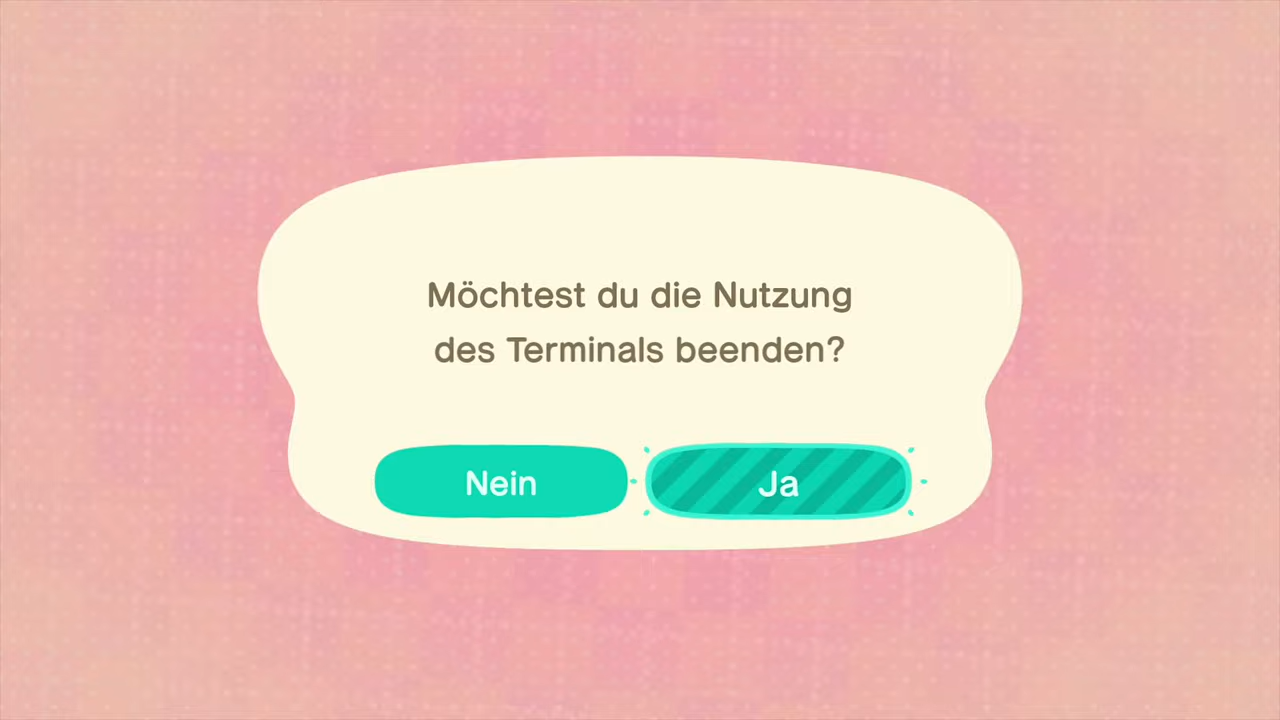 Möchtest du die Nutzung
des Terminals beenden?
Nein
Ja